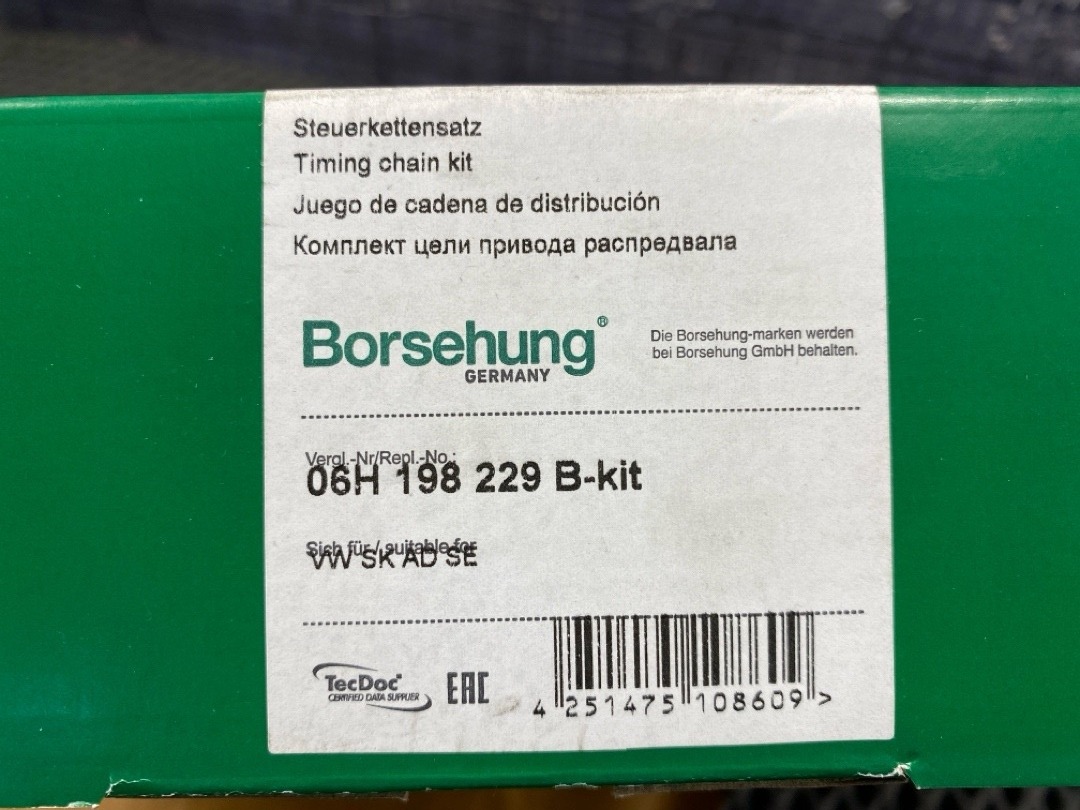 Steuerkettensatz
Timing chain kit
Juego de cadena de distribución
Комплект цепи привода распредвала
Borsehung®
GERMANY
Die Borsehung-marken werden
bei Borsehung GmbH behalten.
Vergl.-Nr/Repl.-No.:
06H 198 229 B-kit
Sich für / suitable for
VW SK AD SE
TecDoc
CERTIFIED DATA SUPPLIER
EAC
4 251475 108609 >